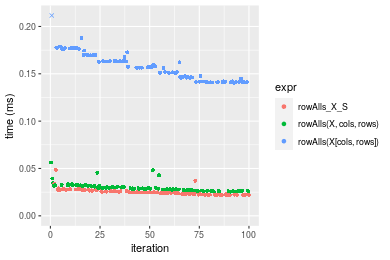 0.20
0.15
0.10
0.05
0.00
time (ms)
0
25
50
75
100
iteration
expr
rowAlls_X_S
rowAlls(X, cols, rows)
rowAlls(X[cols, rows])